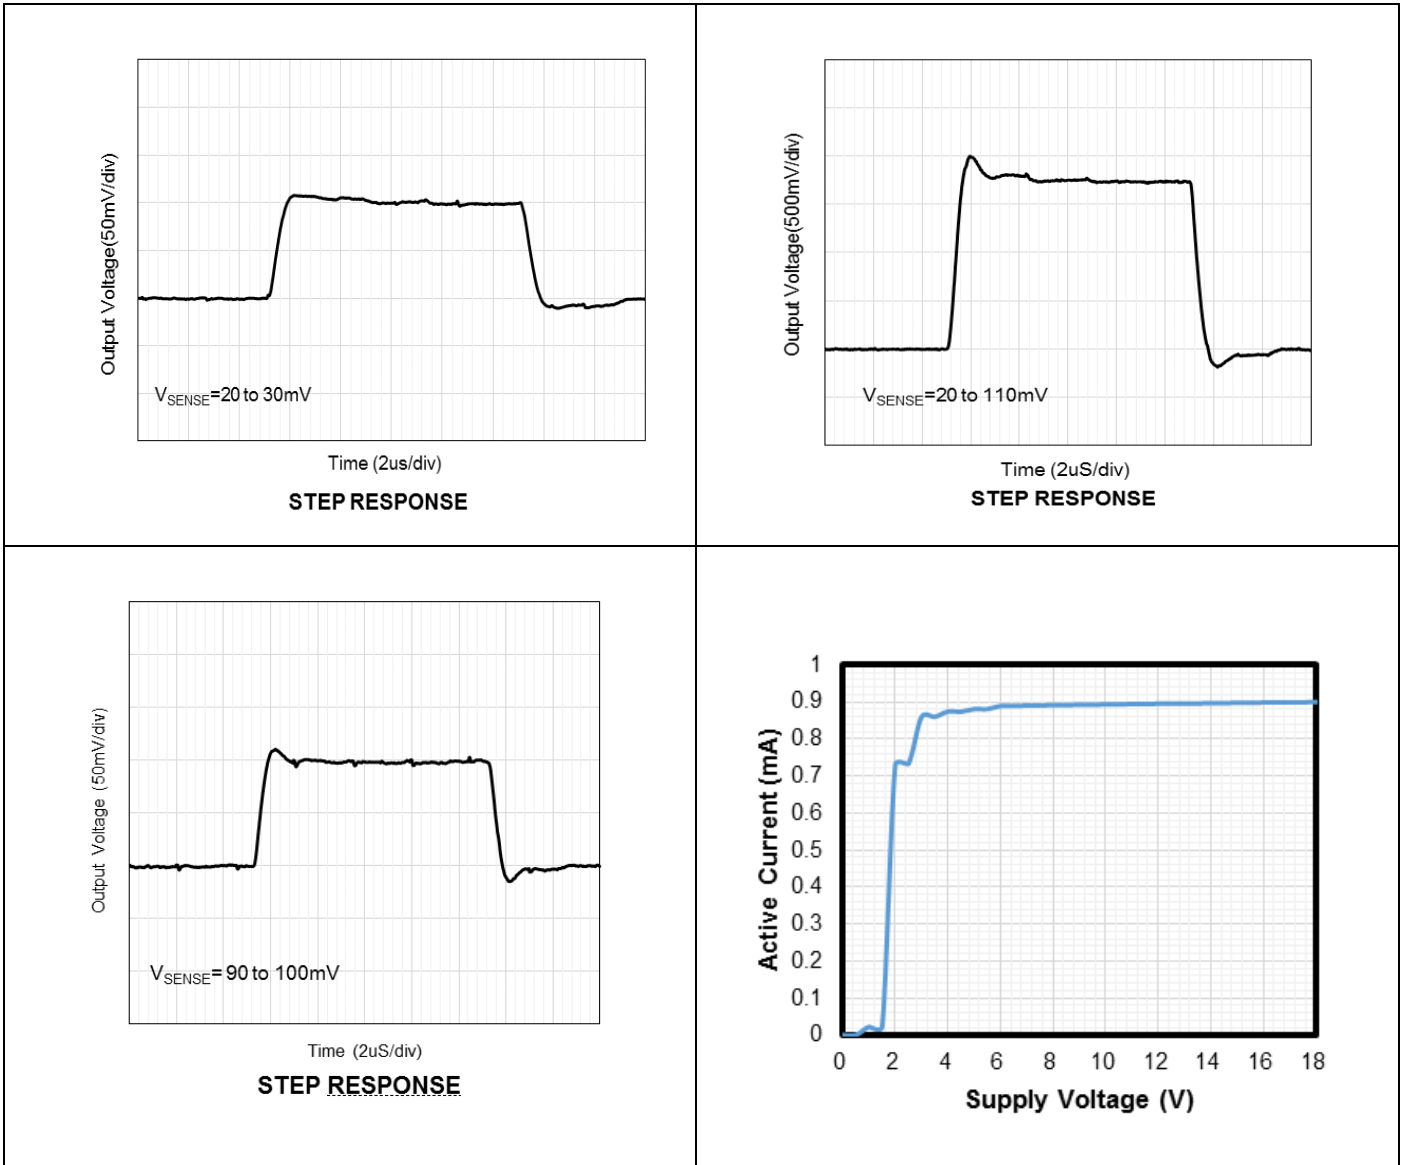 Output Voltage(50mV/div)
VSENSE=20 to 30mV
Time (2us/div)
STEP RESPONSE
Output Voltage(500mV/div)
VSENSE=20 to 110mV
Time (2uS/div)
STEP RESPONSE
Output Voltage (50mV/div)
VSENSE= 90 to 100mV
Time (2uS/div)
STEP RESPONSE
Active Current (mA)
1
0.9
0.8
0.7
0.6
0.5
0.4
0.3
0.2
0.1
0
0 2 4 6 8 10 12 14 16 18
Supply Voltage (V)